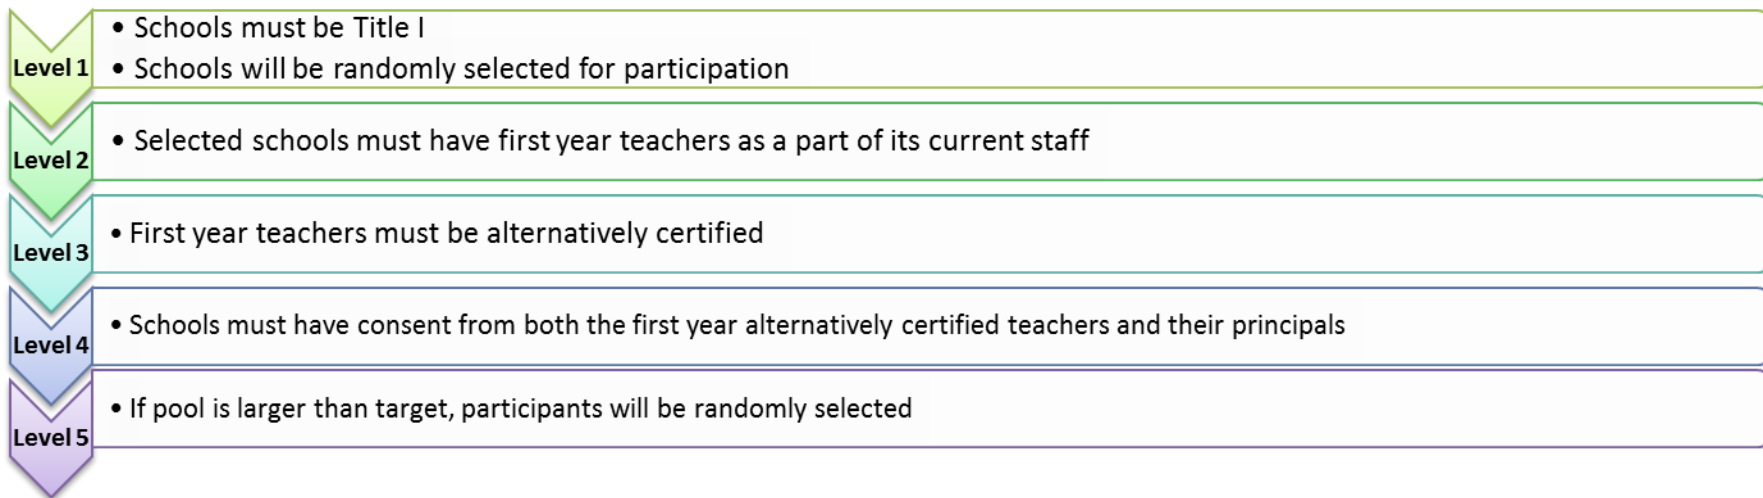 Level 1
• Schools must be Title I
• Schools will be randomly selected for participation
Level 2
• Selected schools must have first year teachers as a part of its current staff
Level 3
• First year teachers must be alternatively certified
Level 4
• Schools must have consent from both the first year alternatively certified teachers and their principals
Level 5
• If pool is larger than target, participants will be randomly selected